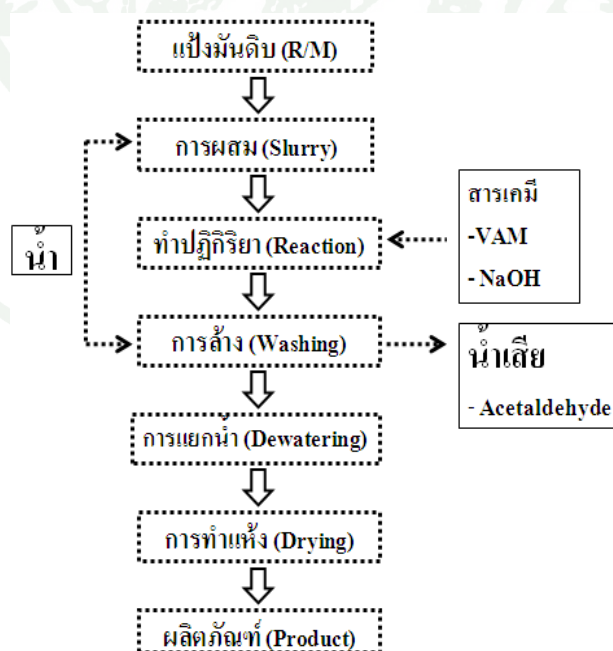 แป้งมันดิบ (R/M)
การผสม (Slurry)
สารเคมี
-VAM
- NaOH
น้ำ
ทำปฏิกิริยา (Reaction)
การล้าง (Washing)
น้ำเสีย
- Acetaldehyde
การแยกน้ำ (Dewatering)
การทำแห้ง (Drying)
ผลิตภัณฑ์ (Product)